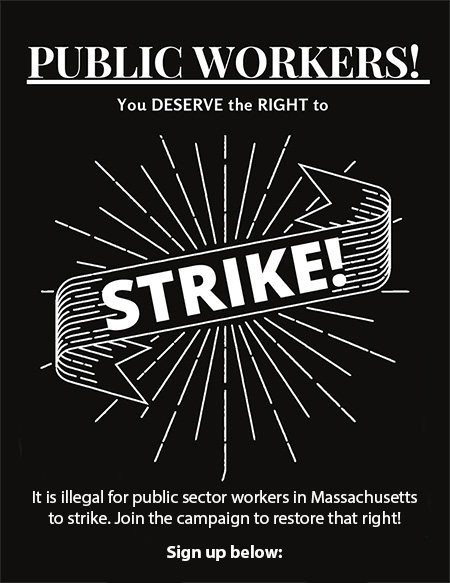 PUBLIC WORKERS!
You DESERVE the RIGHT to
STRIKE!
It is illegal for public sector workers in Massachusetts
to strike. Join the campaign to restore that right!
Sign up below: